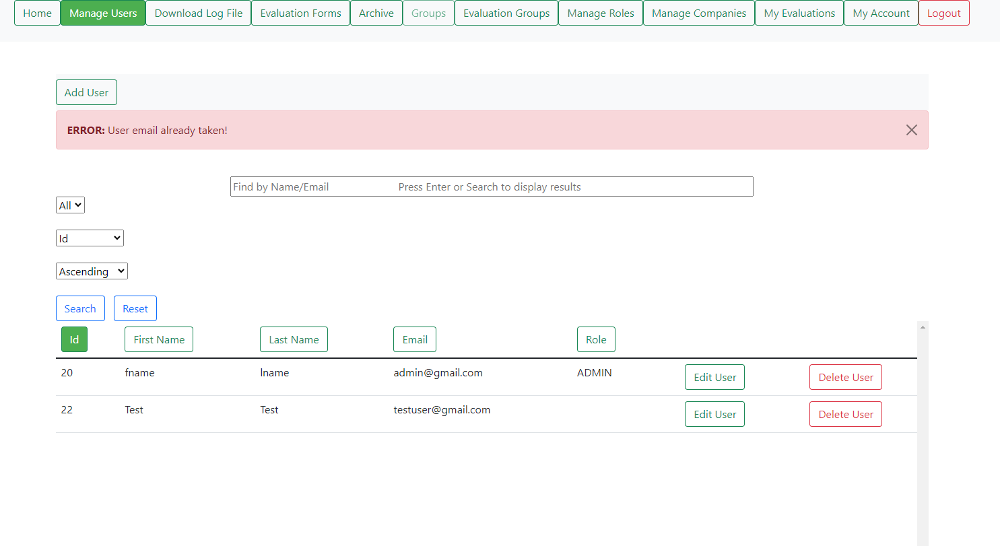 Home Manage Users Download Log File Evaluation Forms Archive Groups Evaluation Groups Manage Roles Manage Companies My Evaluations My Account Logout
Add User
ERROR: User email already taken!
Find by Name/Email Press Enter or Search to display results
All
Id
Ascending
Search Reset
Id First Name Last Name Email Role
20 fname lname admin@gmail.com ADMIN Edit User Delete User
22 Test Test testuser@gmail.com Edit User Delete User